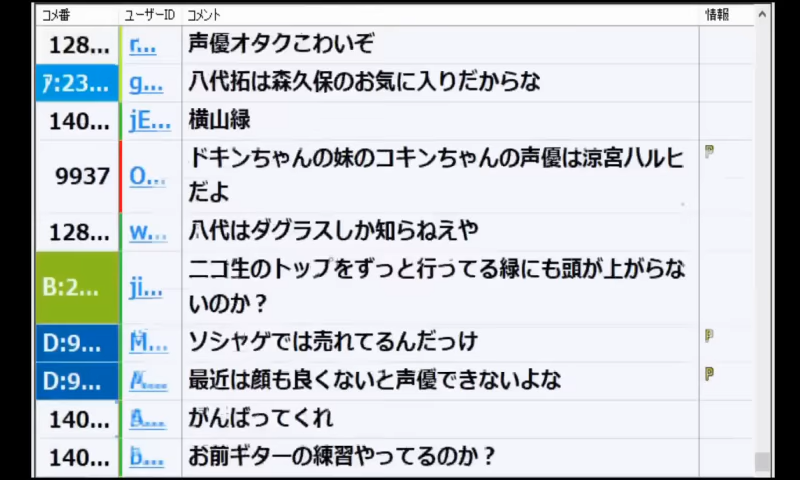 コメ番 ユーザーID コメント 情報
128... r... 声優オタクこわいぞ
ｱ:23... g... 八代拓は森久保のお気に入りだからな
140... jE... 横山緑
9937 O... ドキンちゃんの妹のコキンちゃんの声優は涼宮ハルヒ P
だよ
128... w... 八代はダグラスしか知らねえや
B:2... ji... ニコ生のトップをずっと行ってる緑にも頭が上がらな
いのか？
D:9... M... ソシャゲでは売れてるんだっけ P
D:9... 最近は顔も良くないと声優できないよな P
140... がんばってくれ
140... b... お前ギターの練習やってるのか？